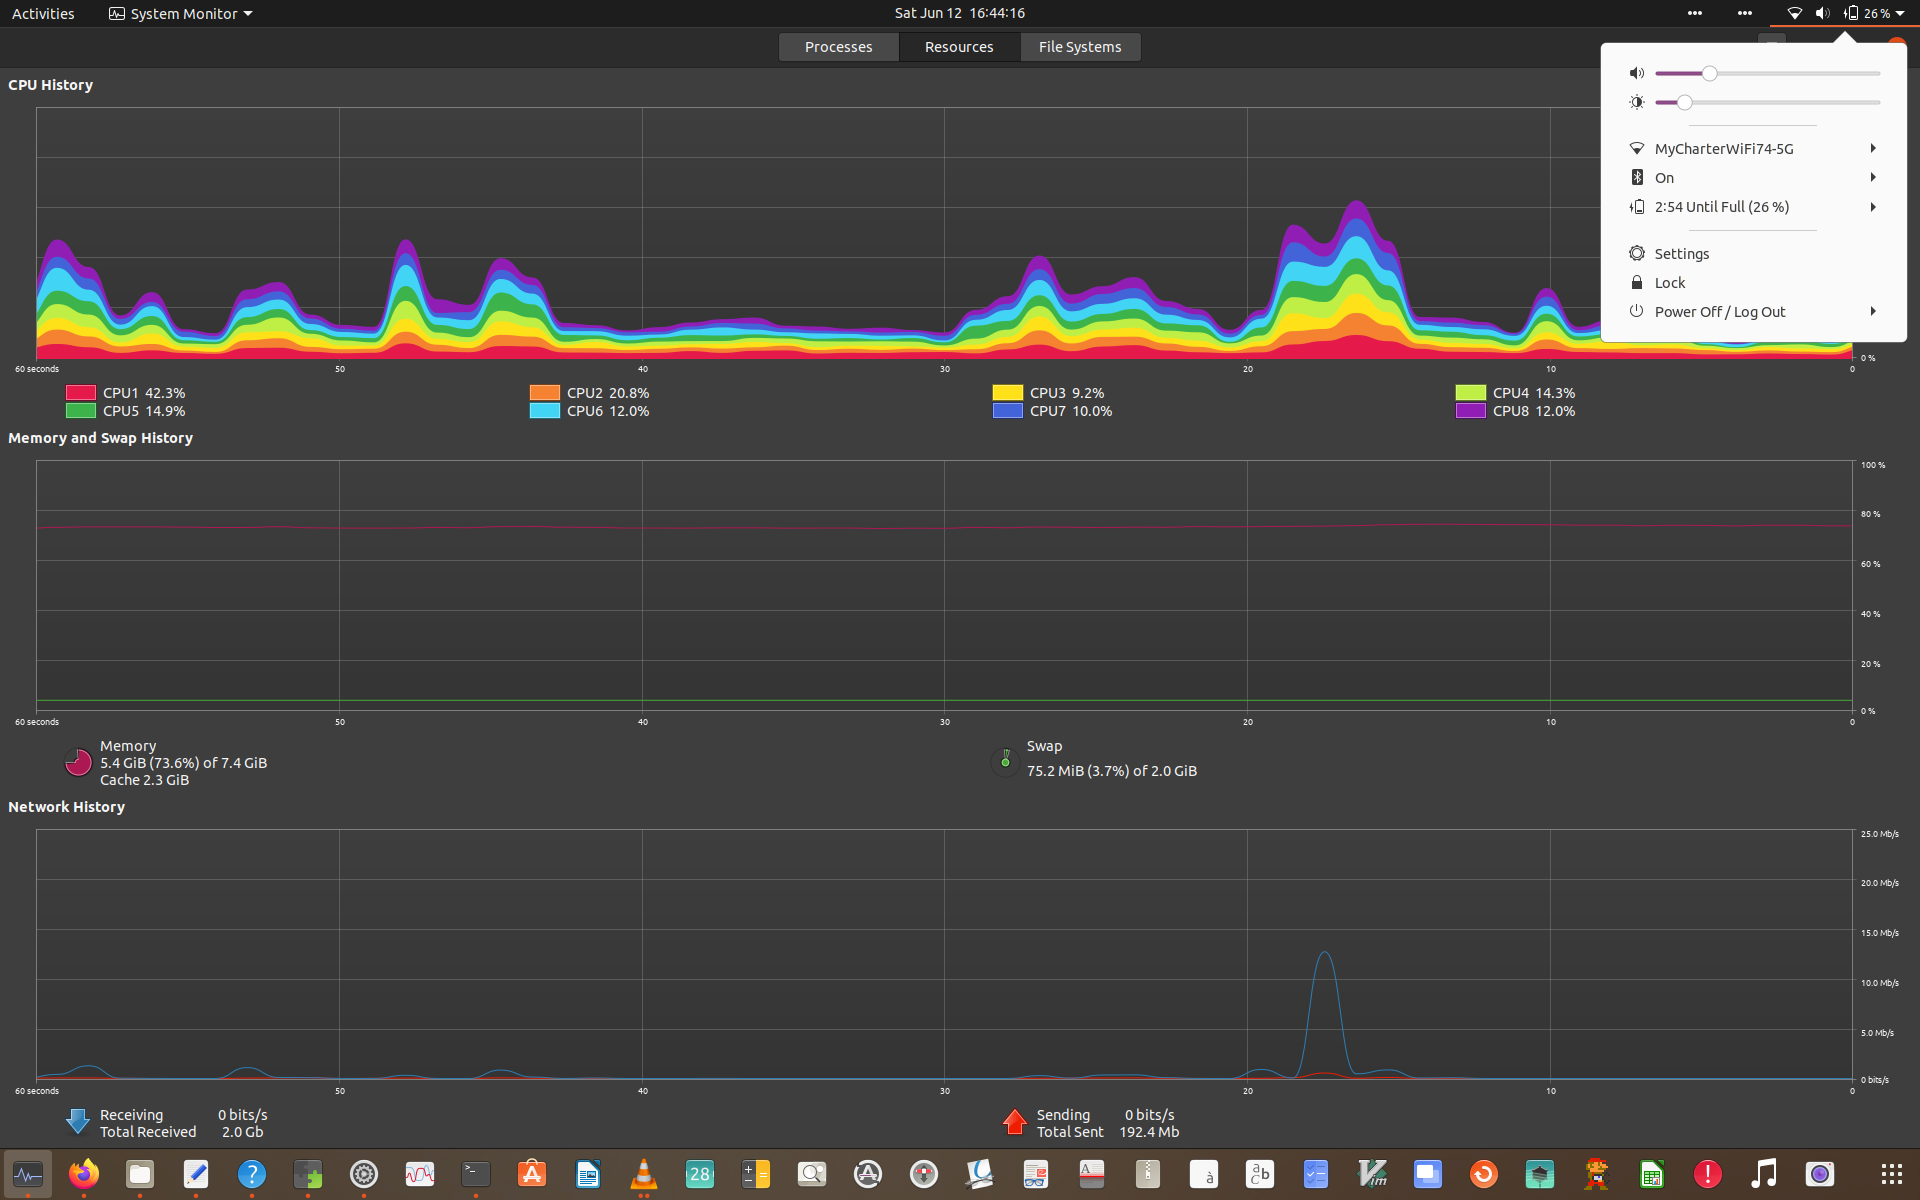 Activities
System Monitor
Sat Jun 12 16:44:16
26 %
Processes
Resources
File Systems
CPU History
MyCharterWiFi74-5G
On
2:54 Until Full (26 %)
Settings
Lock
Power Off / Log Out
0 %
60 seconds 50 40 30 20 10 0
CPU1 42.3%
CPU2 20.8%
CPU3 9.2%
CPU4 14.3%
CPU5 14.9%
CPU6 12.0%
CPU7 10.0%
CPU8 12.0%
Memory and Swap History
100 %
80 %
60 %
40 %
20 %
0 %
60 seconds 50 40 30 20 10 0
Memory
5.4 GiB (73.6%) of 7.4 GiB
Cache 2.3 GiB
Swap
75.2 MiB (3.7%) of 2.0 GiB
Network History
25.0 Mb/s
20.0 Mb/s
15.0 Mb/s
10.0 Mb/s
5.0 Mb/s
0 bits/s
60 seconds 50 40 30 20 10 0
Receiving 0 bits/s
Total Received 2.0 Gb
Sending 0 bits/s
Total Sent 192.4 Mb
28
A
à
a b c
Vim